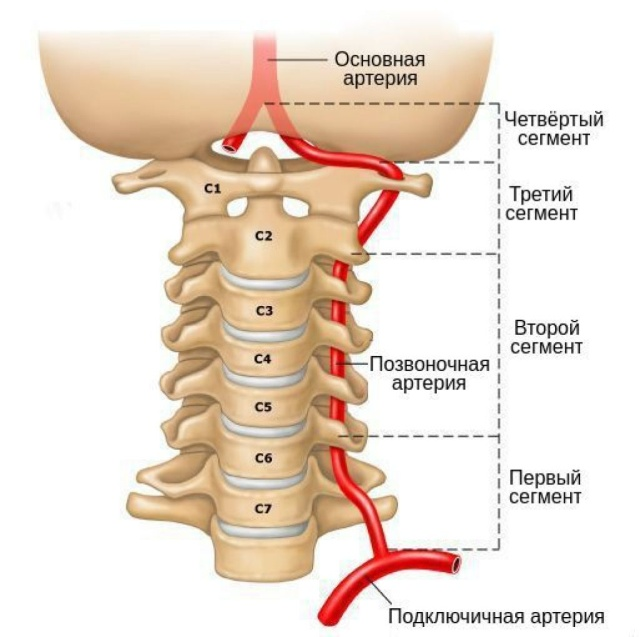 Основная
артерия
Четвёртый
сегмент
C1
Третий
сегмент
C2
C3
Второй
сегмент
C4
Позвоночная
артерия
C5
C6
Первый
сегмент
C7
Подключичная артерия